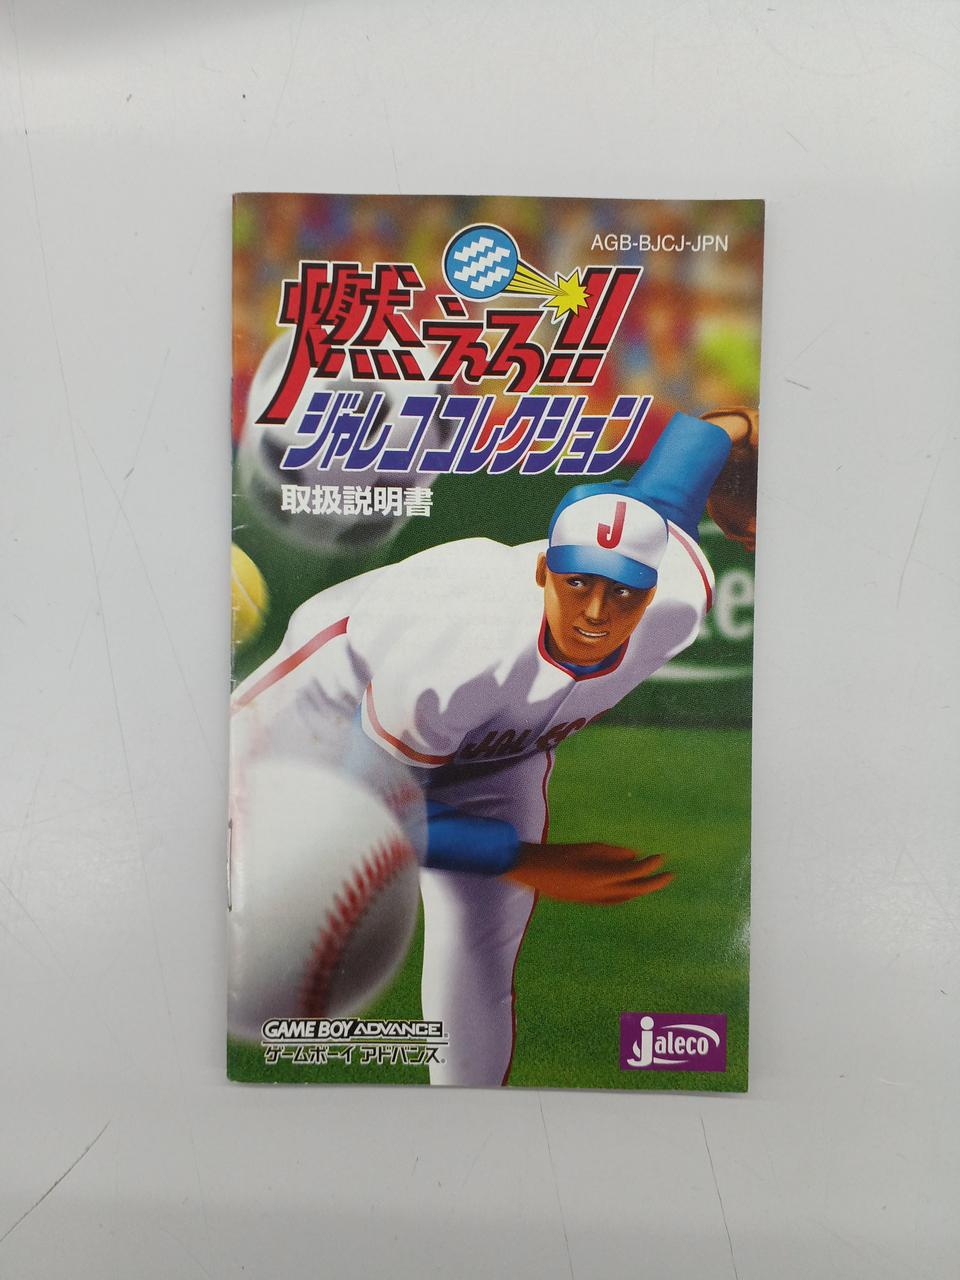 AGB-BJCJ-JPN
燃えろ!!
ジャレココレクション
取扱説明書
J
JALECO
GAME BOY ADVANCE
ゲームボーイ アドバンス®
jaleco